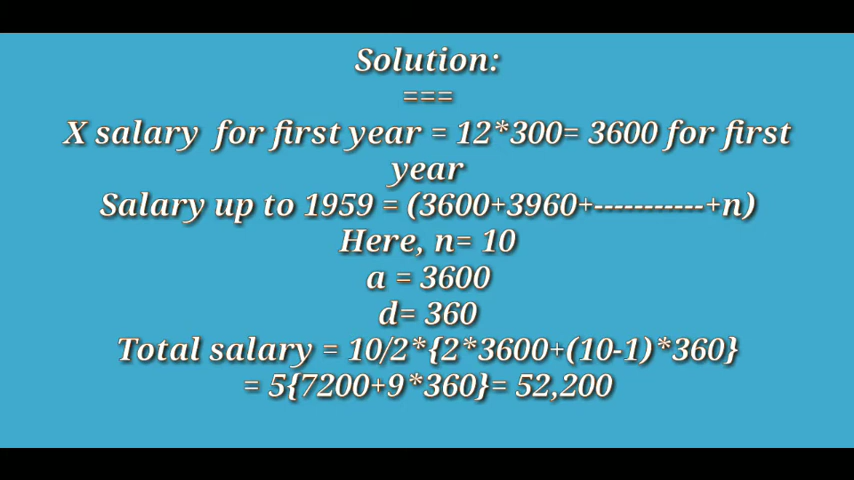 Solution:
===
X salary for first year = 12*300= 3600 for first
year
Salary up to 1959 = (3600+3960+-----------+n)
Here, n= 10
a = 3600
d= 360
Total salary = 10/2*{2*3600+(10-1)*360}
= 5{7200+9*360}= 52,200